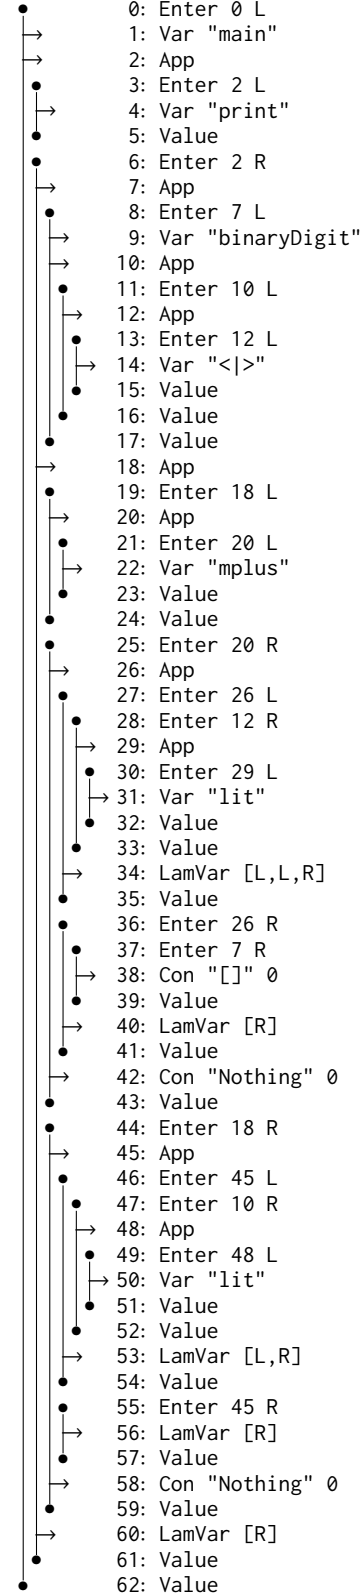 0: Enter 0 L
1: Var "main"
2: App
3: Enter 2 L
4: Var "print"
5: Value
6: Enter 2 R
7: App
8: Enter 7 L
9: Var "binaryDigit"
10: App
11: Enter 10 L
12: App
13: Enter 12 L
14: Var "<|>"
15: Value
16: Value
17: Value
18: App
19: Enter 18 L
20: App
21: Enter 20 L
22: Var "mplus"
23: Value
24: Value
25: Enter 20 R
26: App
27: Enter 26 L
28: Enter 12 R
29: App
30: Enter 29 L
31: Var "lit"
32: Value
33: Value
34: LamVar [L,L,R]
35: Value
36: Enter 26 R
37: Enter 7 R
38: Con "[]" 0
39: Value
40: LamVar [R]
41: Value
42: Con "Nothing" 0
43: Value
44: Enter 18 R
45: App
46: Enter 45 L
47: Enter 10 R
48: App
49: Enter 48 L
50: Var "lit"
51: Value
52: Value
53: LamVar [L,R]
54: Value
55: Enter 45 R
56: LamVar [R]
57: Value
58: Con "Nothing" 0
59: Value
60: LamVar [R]
61: Value
62: Value